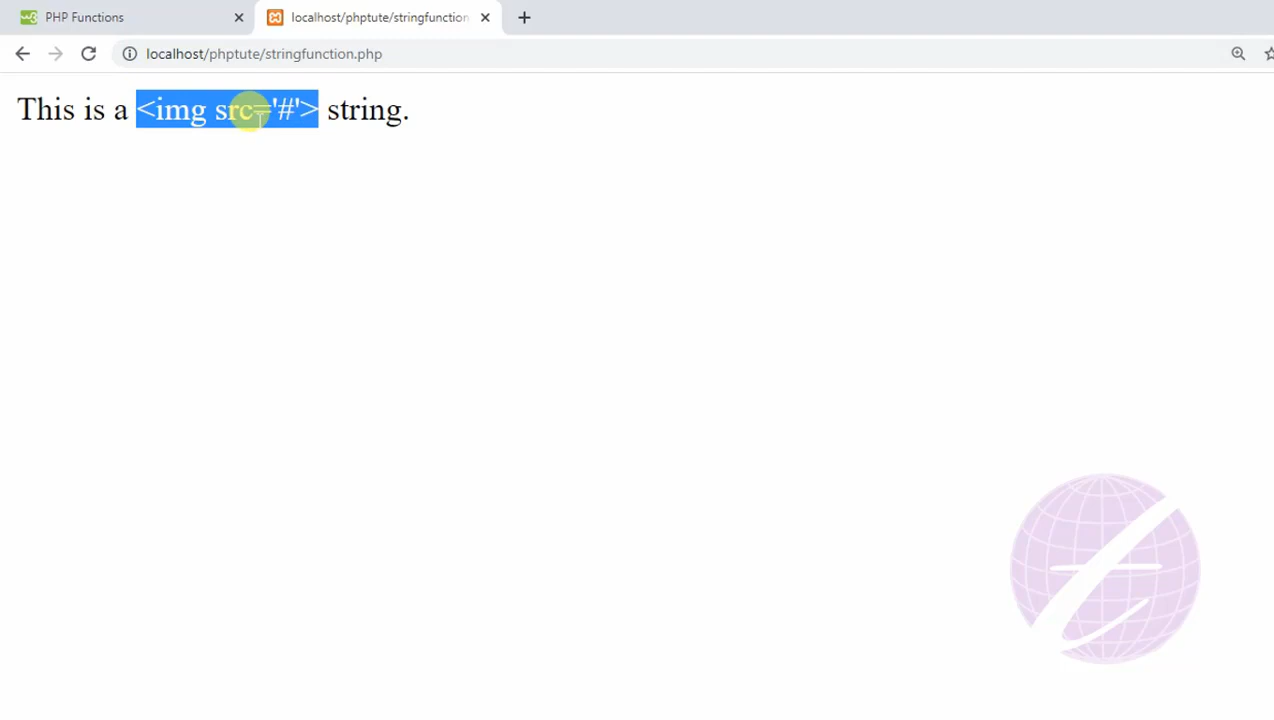 PHP Functions
localhost/phptute/stringfunction
localhost/phptute/stringfunction.php
This is a <img src='#'> string.